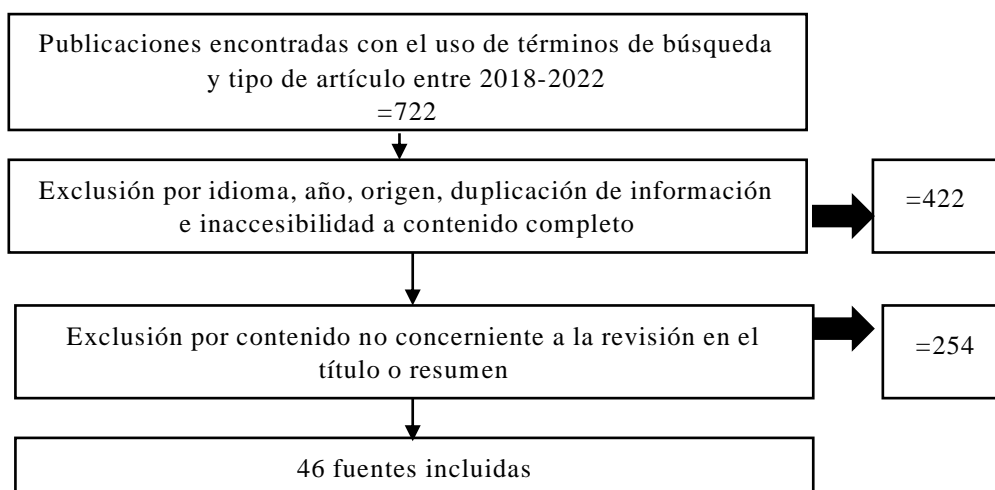 Publicaciones encontradas con el uso de términos de búsqueda
y tipo de artículo entre 2018-2022
=722
Exclusión por idioma, año, origen, duplicación de información
e inaccesibilidad a contenido completo
=422
Exclusión por contenido no concerniente a la revisión en el
título o resumen
=254
46 fuentes incluidas